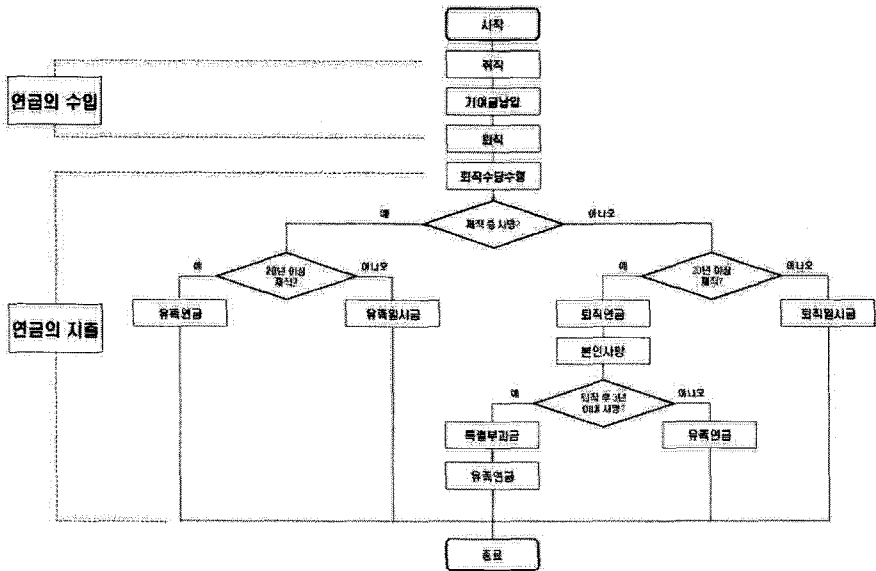 시작
취직
연금의 수입
기여금납입
퇴직
퇴직수당수령
재직 중 사망?
예
아니오
20년 이상
재직?
예
아니오
20년 이상
재직?
예
아니오
유족연금
유족일시금
퇴직연금
퇴직일시금
연금의 지출
본인사망
퇴직 후 3년
이내 사망?
예
아니오
특별부과금
유족연금
유족연금
종료